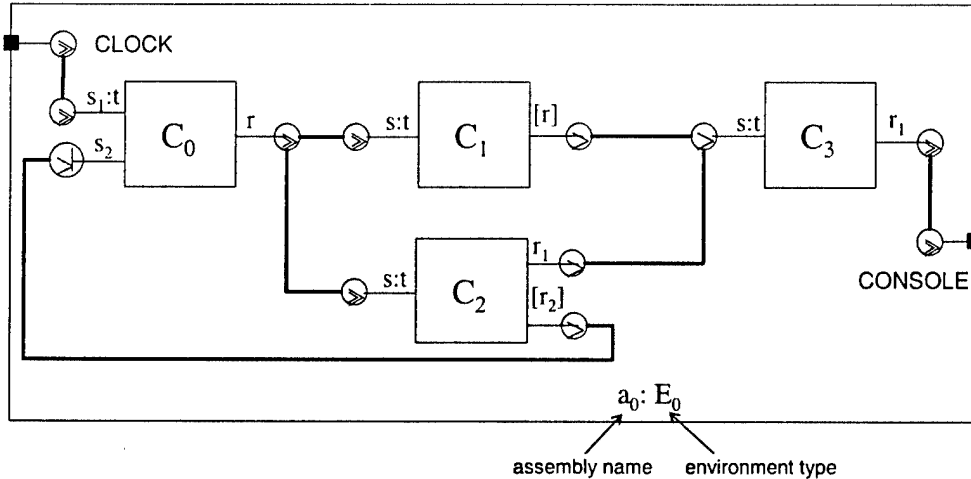 CLOCK
s₁:t
s₂
C₀
r
s:t
C₁
[r]
s:t
C₃
r₁
s:t
C₂
r₁
[r₂]
CONSOLE
a₀: E₀
assembly name
environment type